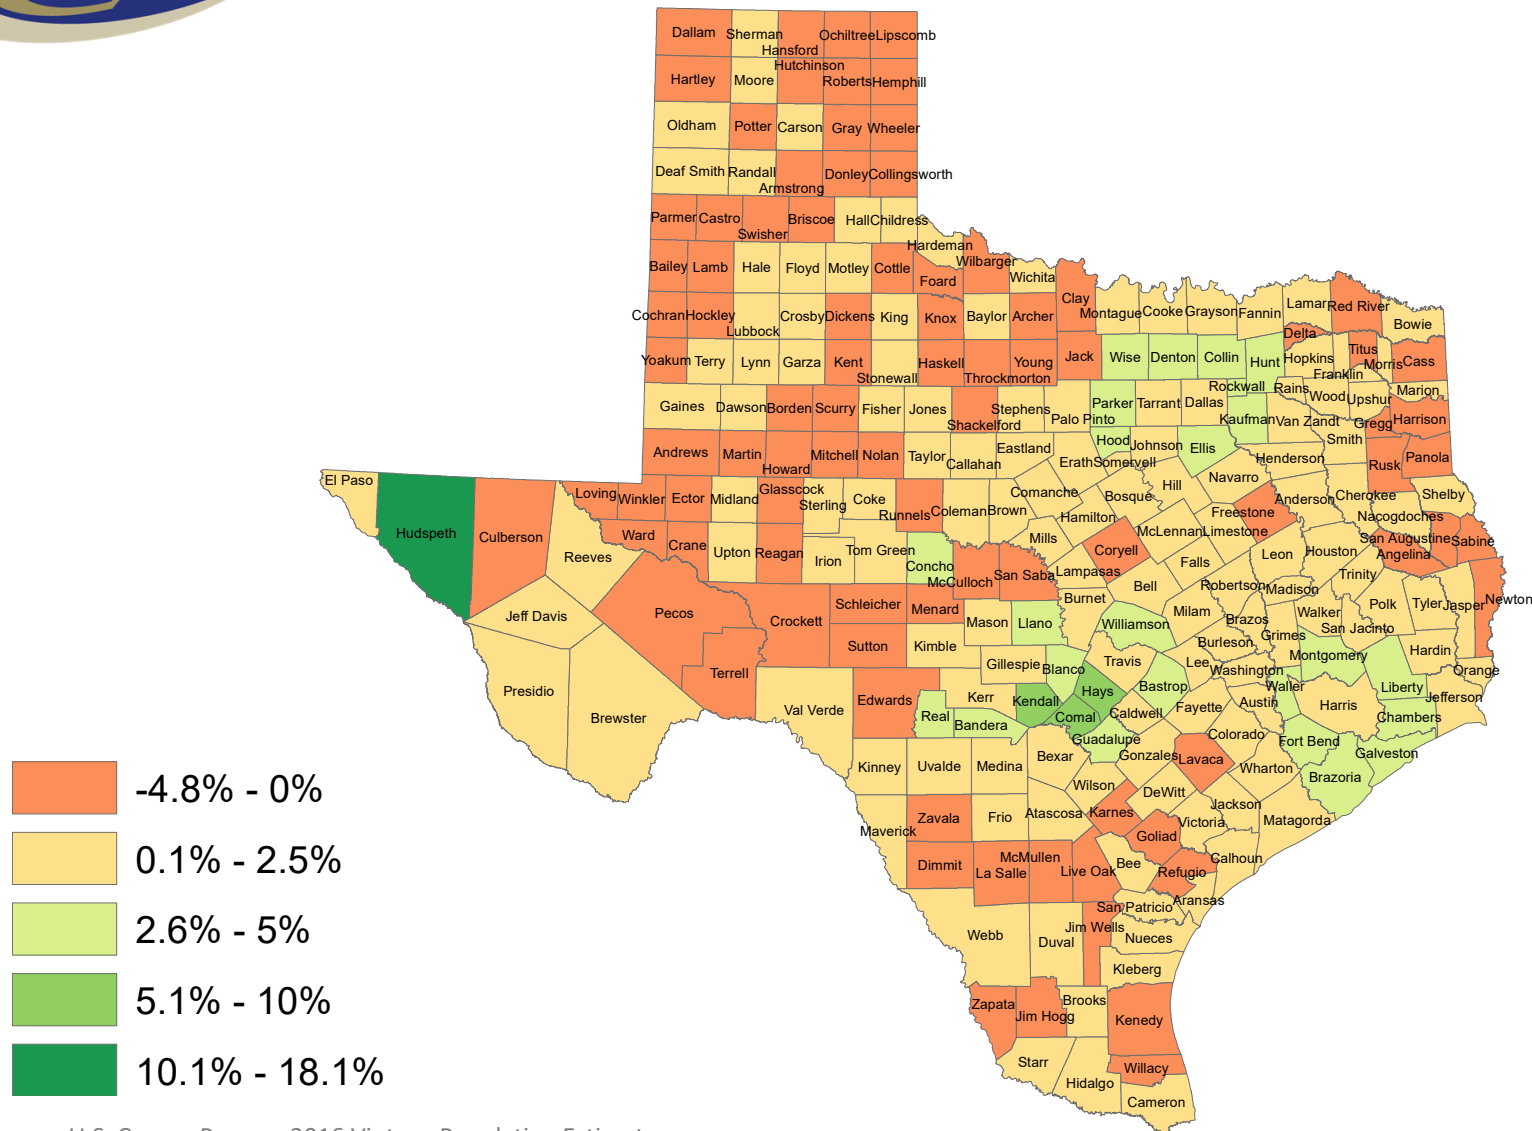 Dallam Sherman Hansford Ochiltree Lipscomb
Hartley Moore Hutchinson Roberts Hemphill
Oldham Potter Carson Gray Wheeler
Deaf Smith Randall Armstrong Donley Collingsworth
Parmer Castro Swisher Briscoe Hall Childress
Hardeman
Bailey Lamb Hale Floyd Motley Cottle Foard Wilbarger Wichita
Clay Montague Cooke Grayson Fannin Lamar Red River Bowie
Cochran Hockley Lubbock Crosby Dickens King Knox Baylor Archer
Delta
Yoakum Terry Lynn Garza Kent Stonewall Haskell Throckmorton Young Jack Wise Denton Collin Hunt Hopkins Franklin Titus Morris Cass
Rockwall Rains Wood Upshur Marion
Gaines Dawson Borden Scurry Fisher Jones Shackelford Stephens Palo Pinto Parker Tarrant Dallas Kaufman Van Zandt Smith Gregg Harrison
Andrews Martin Howard Mitchell Nolan Taylor Callahan Eastland Erath Somervell Hood Johnson Ellis Henderson Rusk Panola
El Paso Hudspeth Culberson Reeves Loving Winkler Ector Midland Glasscock Sterling Coke Runnels Coleman Brown Comanche Hamilton Bosque Hill Navarro Freestone Anderson Cherokee Nacogdoches Shelby
Ward Crane Upton Reagan Irion Tom Green Concho McCulloch San Saba Mills Lampasas Coryell McLennan Limestone Falls Leon Houston Angelina San Augustine Sabine
Jeff Davis Pecos Crockett Schleicher Menard Mason Llano Burnet Bell Williamson Milam Robertson Brazos Madison Walker Trinity San Jacinto Polk Tyler Jasper Newton
Terrell Sutton Kimble Gillespie Blanco Travis Lee Burleson Grimes Washington Montgomery Liberty Hardin Orange
Presidio Brewster Val Verde Edwards Real Kerr Bandera Kendall Comal Hays Caldwell Bastrop Fayette Austin Waller Harris Chambers Jefferson
Kinney Uvalde Medina Bexar Guadalupe Gonzales Lavaca Colorado Wharton Fort Bend Brazoria Galveston
Maverick Zavala Frio Atascosa Wilson Karnes DeWitt Victoria Jackson Matagorda
Dimmit La Salle McMullen Live Oak Bee Goliad Refugio Calhoun
Webb Duval Jim Wells San Patricio Aransas
Nueces
Kleberg
Zapata Jim Hogg Brooks Kenedy
Starr Hidalgo Willacy
Cameron
-4.8% - 0%
0.1% - 2.5%
2.6% - 5%
5.1% - 10%
10.1% - 18.1%